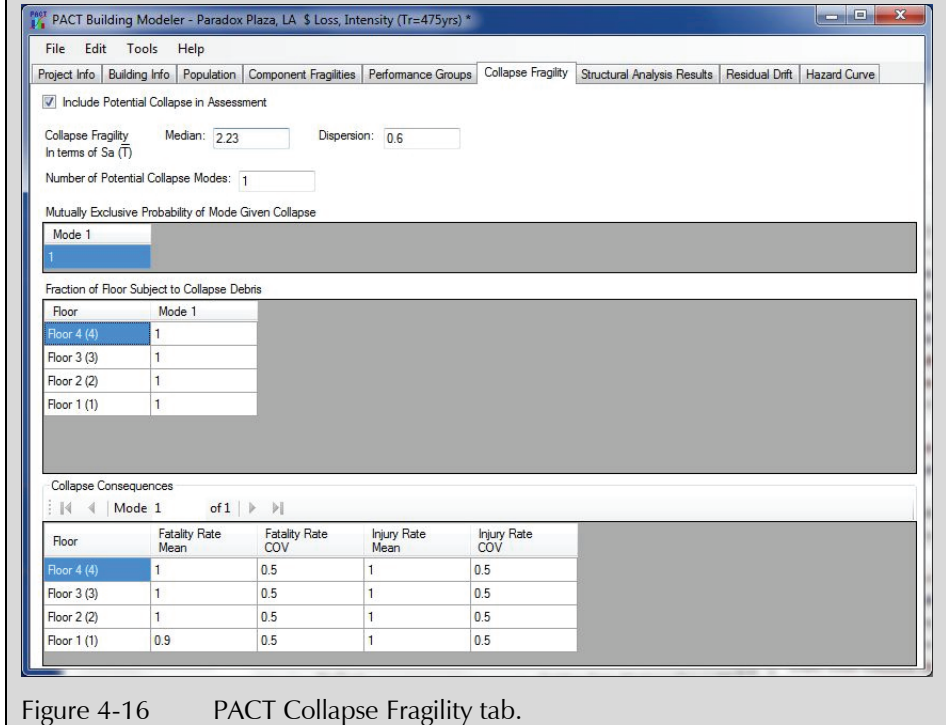 PACT Building Modeler - Paradox Plaza, LA $ Loss, Intensity (Tr=475yrs) *
File Edit Tools Help
Project Info Building Info Population Component Fragilities Performance Groups Collapse Fragility Structural Analysis Results Residual Drift Hazard Curve
Include Potential Collapse in Assessment
Collapse Fragility Median: 2.23 Dispersion: 0.6
In terms of Sa (T̅)
Number of Potential Collapse Modes: 1
Mutually Exclusive Probability of Mode Given Collapse
Mode 1
1
Fraction of Floor Subject to Collapse Debris
Floor Mode 1
Floor 4 (4) 1
Floor 3 (3) 1
Floor 2 (2) 1
Floor 1 (1) 1
Collapse Consequences
Mode 1 of 1
Floor Fatality Rate Mean Fatality Rate COV Injury Rate Mean Injury Rate COV
Floor 4 (4) 1 0.5 1 0.5
Floor 3 (3) 1 0.5 1 0.5
Floor 2 (2) 1 0.5 1 0.5
Floor 1 (1) 0.9 0.5 1 0.5
Figure 4-16 PACT Collapse Fragility tab.